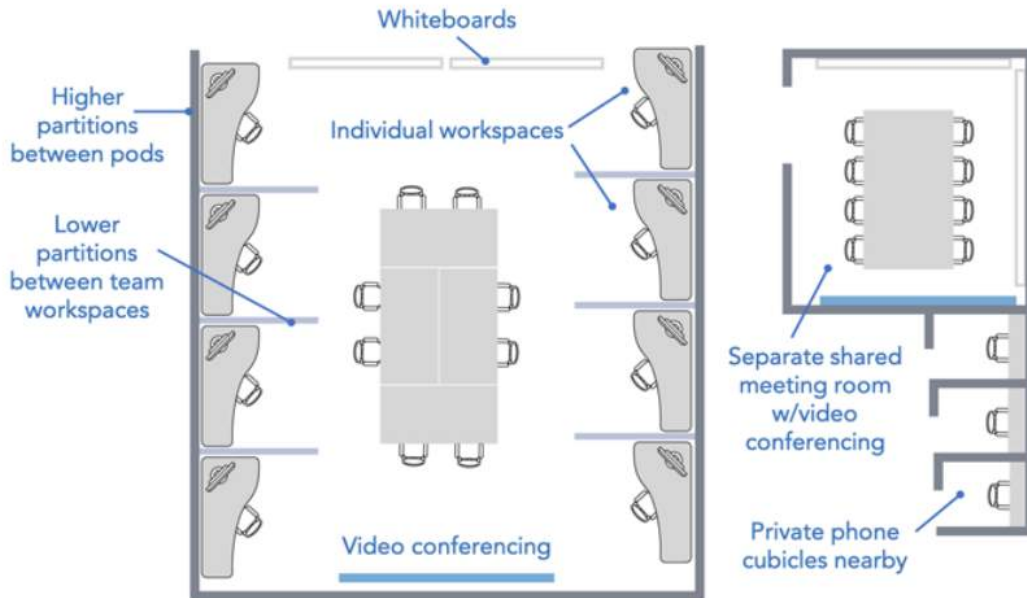 Whiteboards
Higher
partitions
between pods
Individual workspaces
Lower
partitions
between team
workspaces
Separate shared
meeting room
w/video
conferencing
Video conferencing
Private phone
cubicles nearby